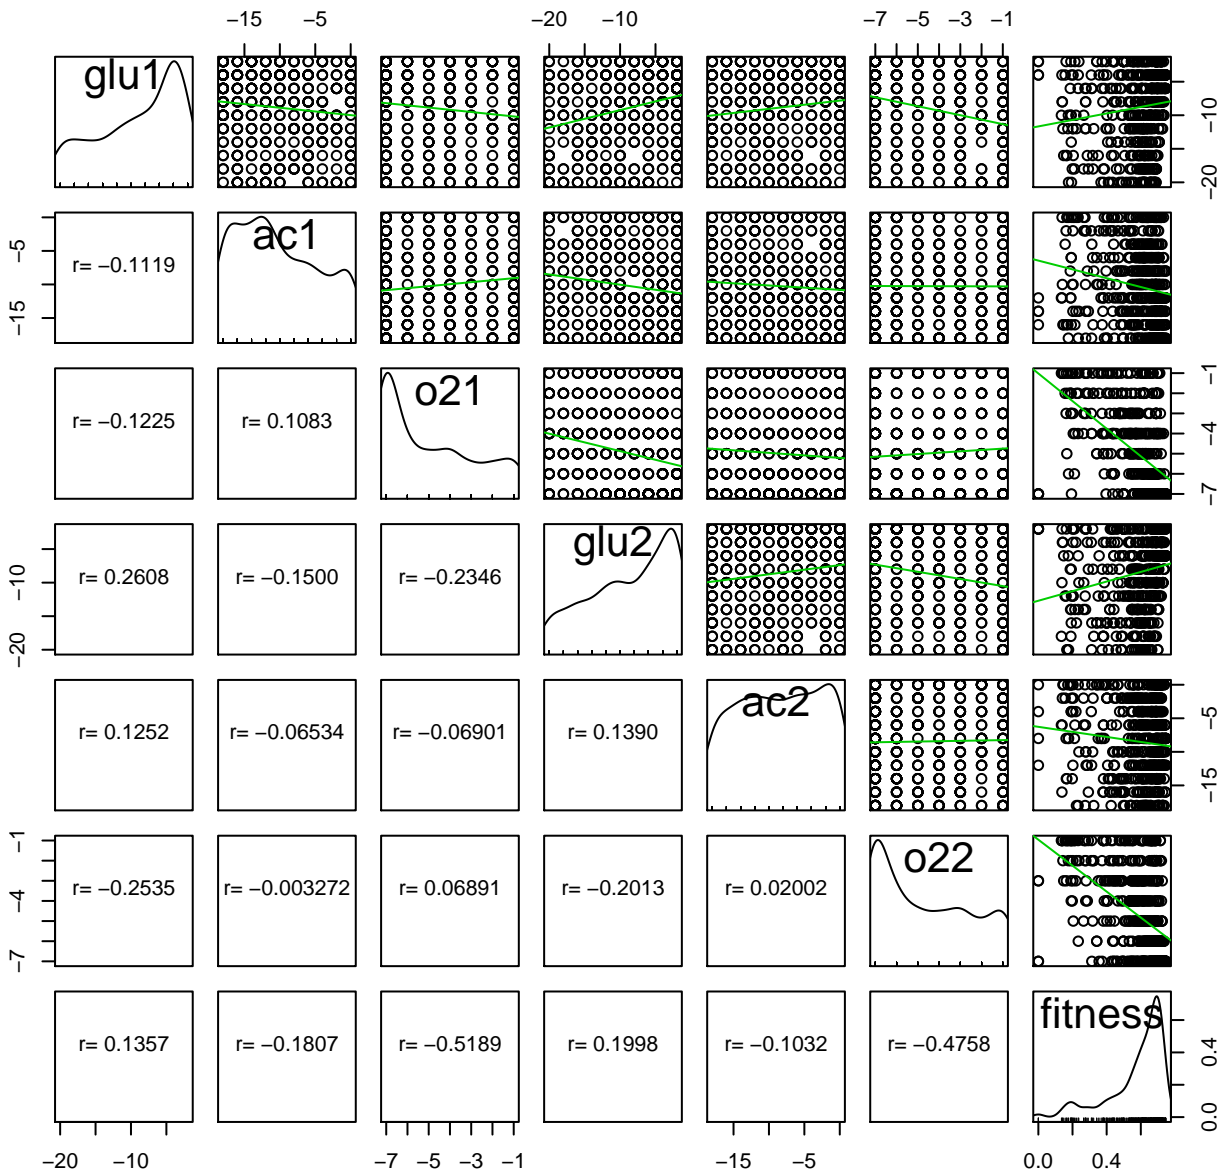 −15 −5 −20 −10 −7 −5 −3 −1
glu1
−20 −10
ac1
−15 −5
r= −0.1119
o21
−7 −4 −1
r= −0.1225 r= 0.1083
glu2
−20 −10
r= 0.2608 r= −0.1500 r= −0.2346
ac2
−15 −5
r= 0.1252 r= −0.06534 r= −0.06901 r= 0.1390
o22
−7 −4 −1
r= −0.2535 r= −0.003272 r= 0.06891 r= −0.2013 r= 0.02002
fitness
0.0 0.4
r= 0.1357 r= −0.1807 r= −0.5189 r= 0.1998 r= −0.1032 r= −0.4758
−20 −10 −7 −5 −3 −1 −15 −5 0.0 0.4